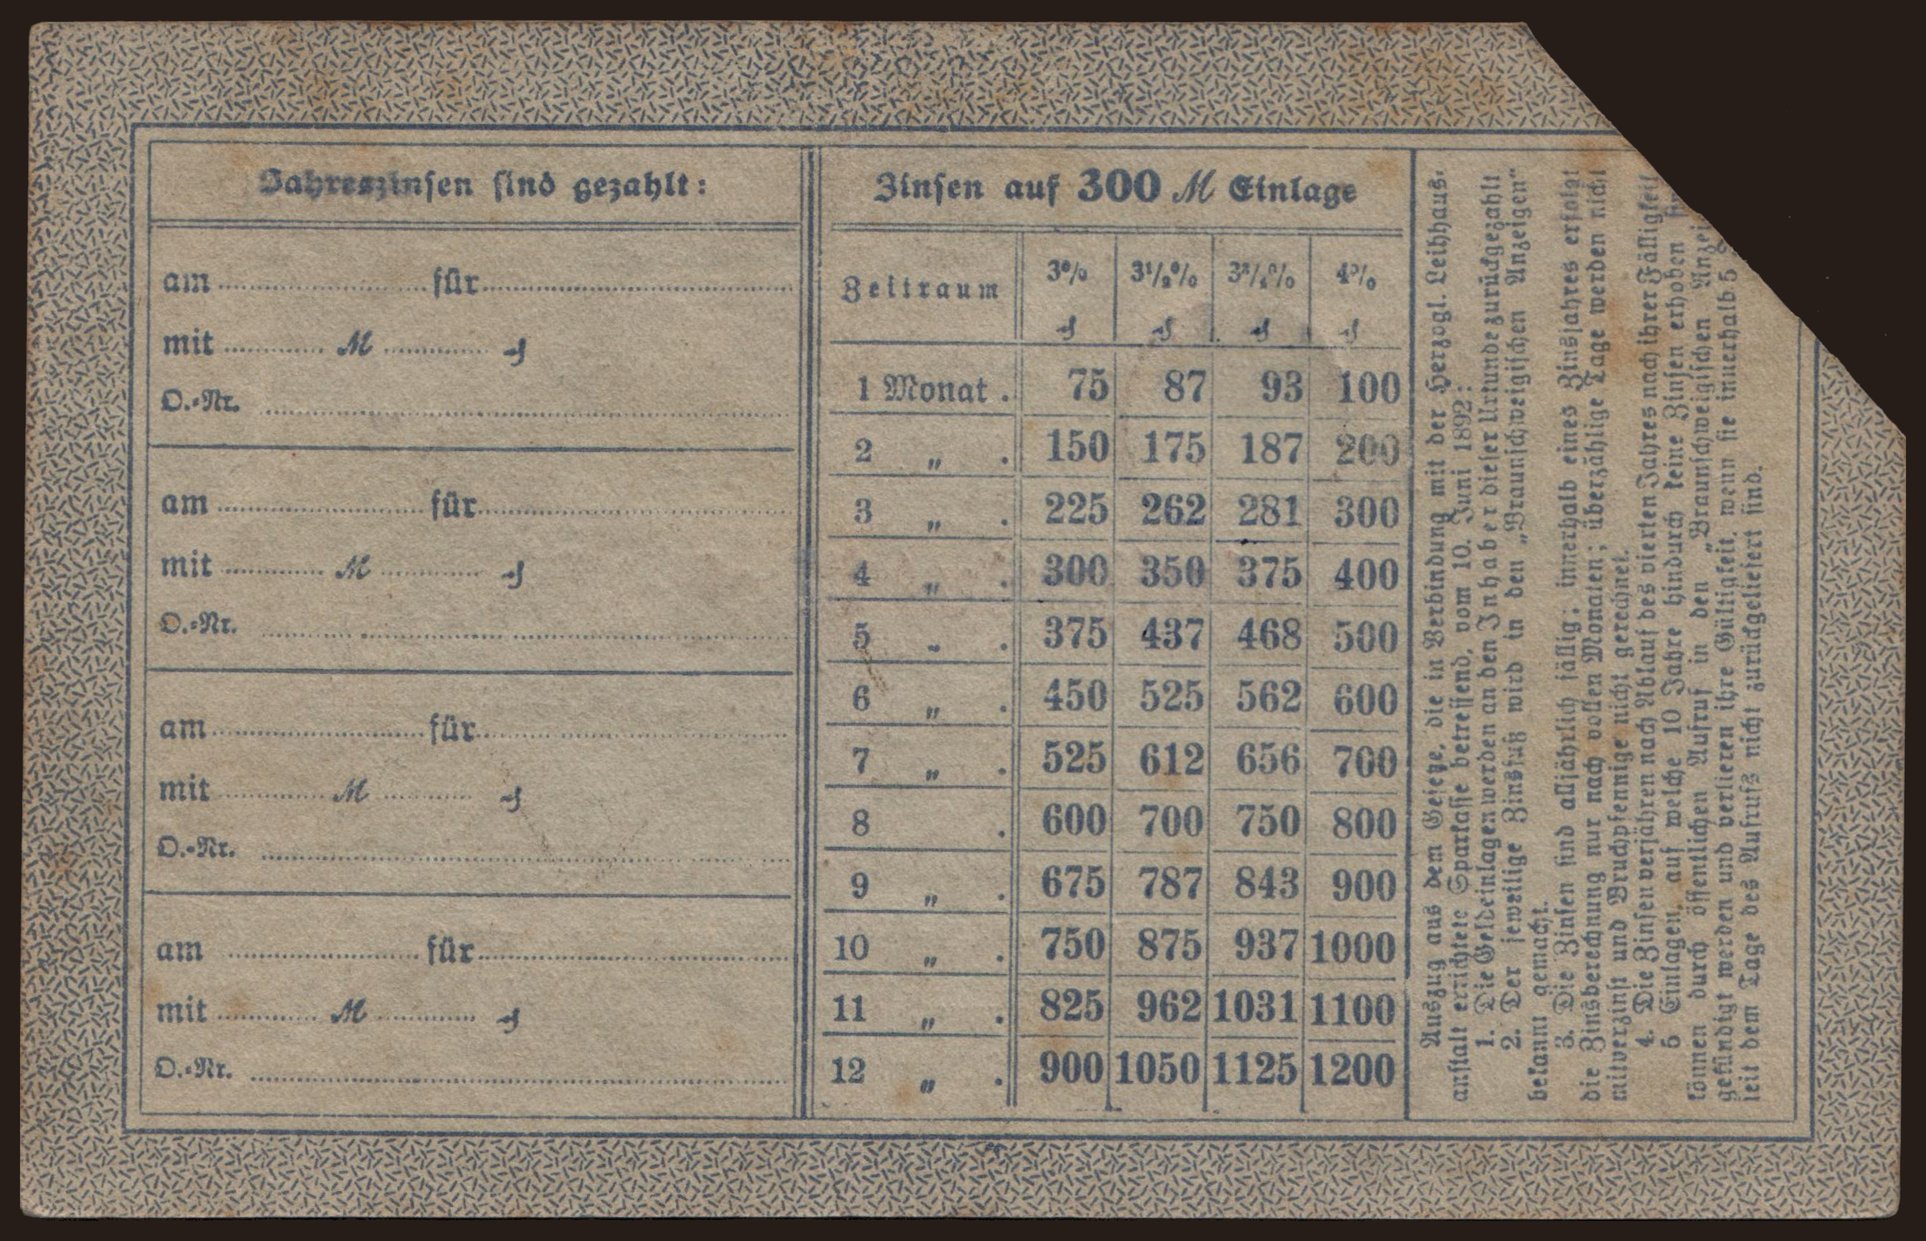 Jahreszinsen sind gezahlt:
am für
mit M ₰
O.-Nr.
am für
mit M ₰
O.-Nr.
am für
mit M ₰
O.-Nr.
am für
mit M ₰
O.-Nr.
Zinsen auf 300 M Einlage
Zeitraum 3% 3½% 3¾% 4%
₰ ₰ ₰ ₰
1 Monat . 75 87 93 100
2 „ . 150 175 187 200
3 „ . 225 262 281 300
4 „ . 300 350 375 400
5 „ . 375 437 468 500
6 „ . 450 525 562 600
7 „ . 525 612 656 700
8 . 600 700 750 800
9 „ . 675 787 843 900
10 „ . 750 875 937 1000
11 „ . 825 962 1031 1100
12 „ . 900 1050 1125 1200
Auszug aus dem Gesetze, die in Verbindung mit der Herzogl. Leihhaus-
anstalt errichtete Sparkasse betreffend, vom 10. Juni 1892:
1. Die Geldeinlagen werden an den Inhaber dieser Urkunde zurückgezahlt
2. Der jeweilige Zinsfuß wird in den „Braunschweigischen Anzeigen“
bekannt gemacht.
3. Die Zinsen sind alljährlich fällig; innerhalb eines Zinsjahres erfolgt
die Zinsberechnung nur nach vollen Monaten; überzählige Tage werden nicht
mitverzinst und Bruchpfennige nicht gerechnet.
4. Die Zinsen verjähren nach Ablauf des vierten Jahres nach ihrer Fälligkeit
5 Einlagen, auf welche 10 Jahre hindurch keine Zinsen erhoben
können durch öffentlichen Aufruf in den „Braunschweigischen
gekündigt werden und verlieren ihre Gültigkeit, wenn sie innerhalb 5
seit dem Tage des Aufrufs nicht zurückgeliefert sind.